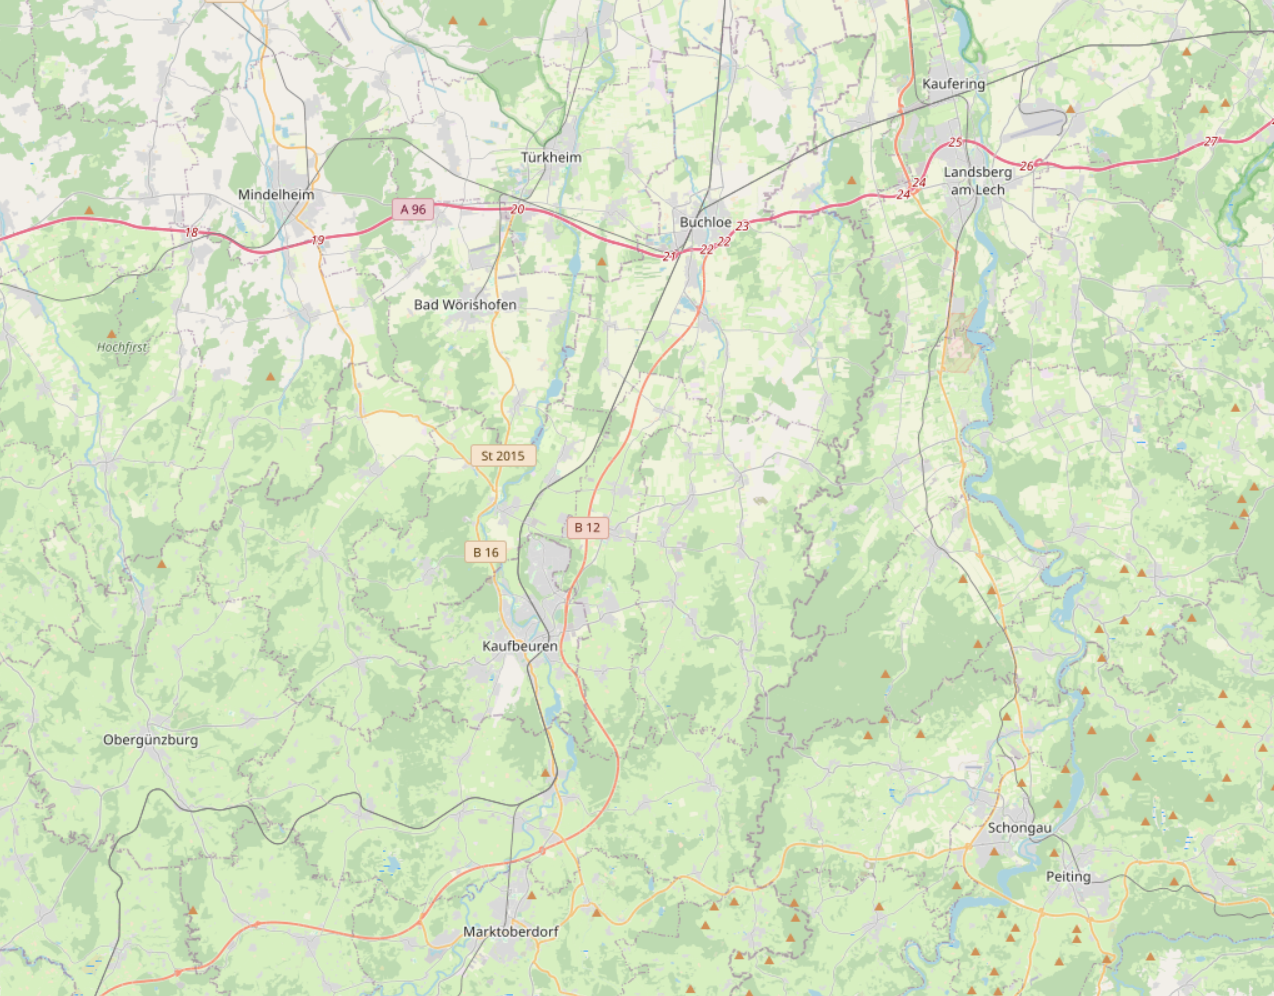 Kaufering
25
27
Türkheim
26
Landsberg
am Lech
24
24
Mindelheim
A 96
20
Buchloe
23
18
19
22
22
21
Bad Wörishofen
Hochfirst
St 2015
B 12
B 16
Kaufbeuren
Obergünzburg
Schongau
Peiting
Marktoberdorf